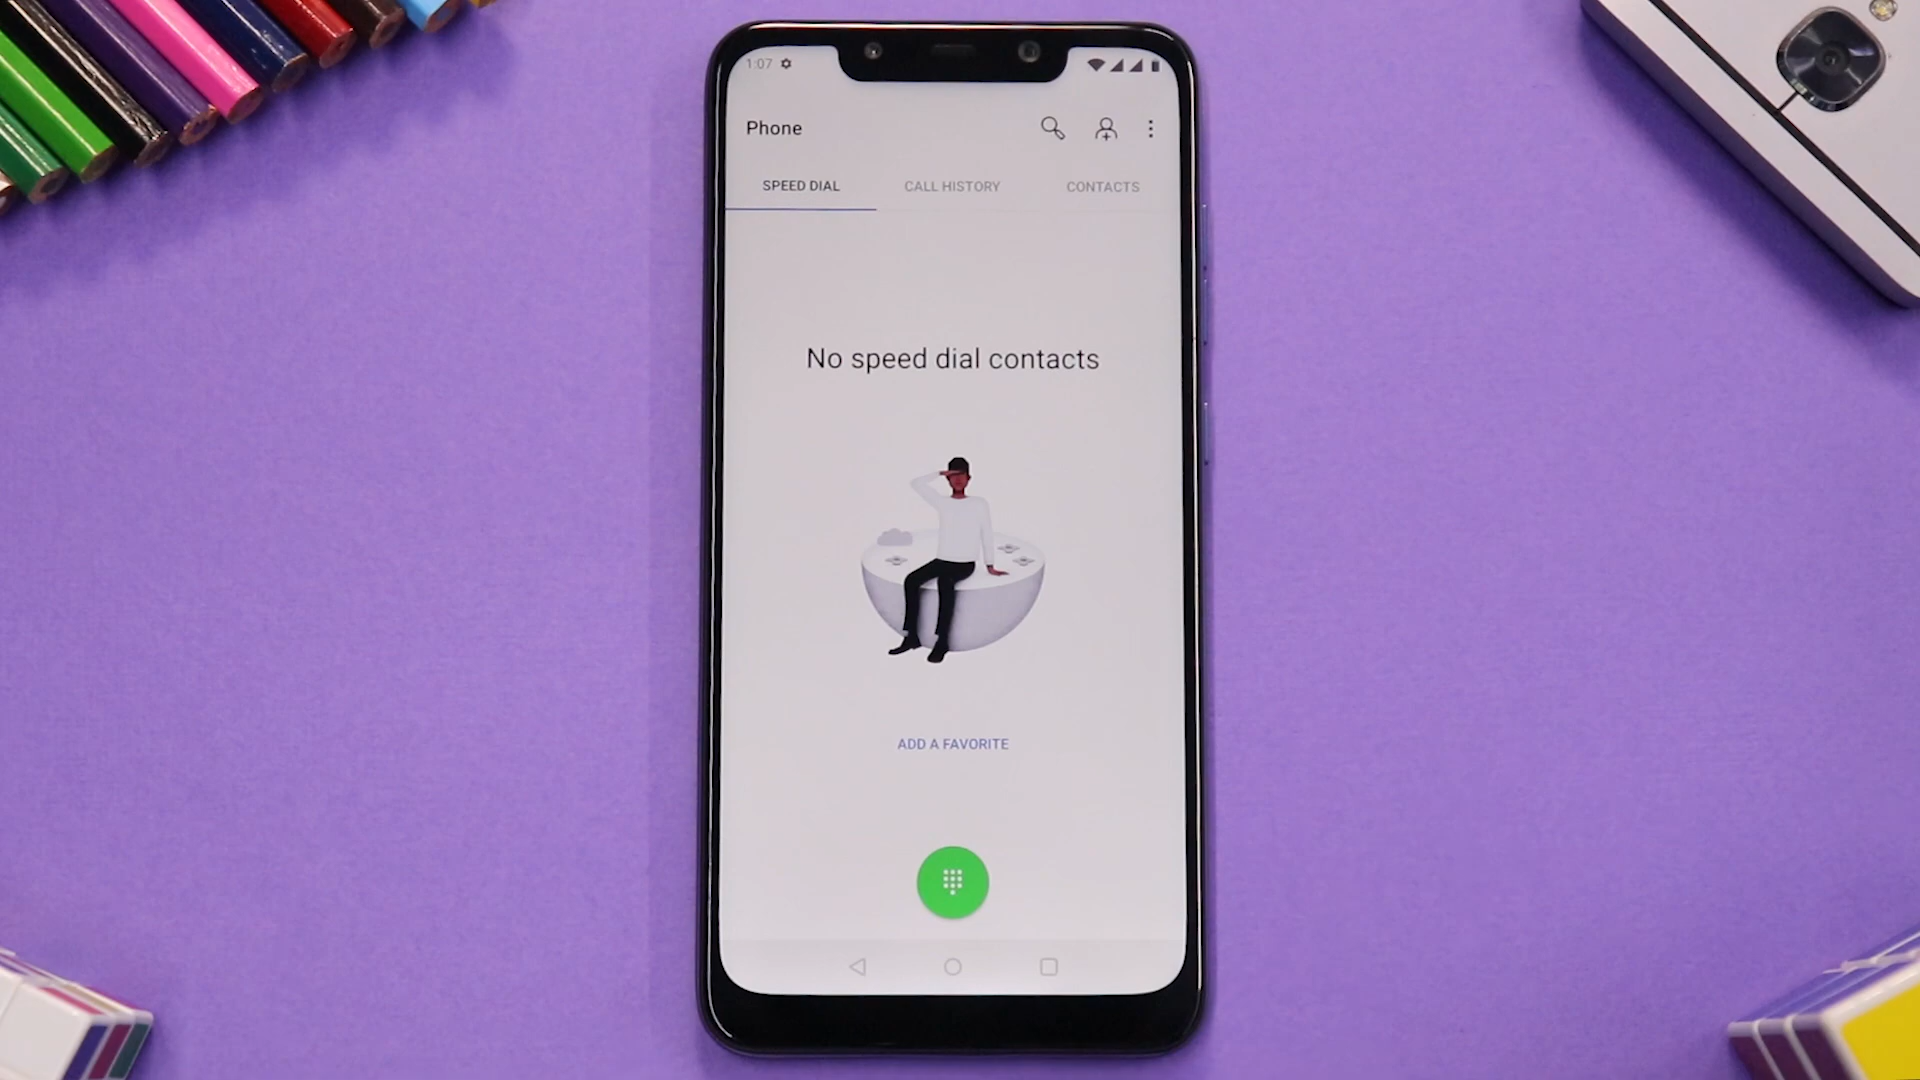 1:07
Phone
SPEED DIAL CALL HISTORY CONTACTS
No speed dial contacts
ADD A FAVORITE